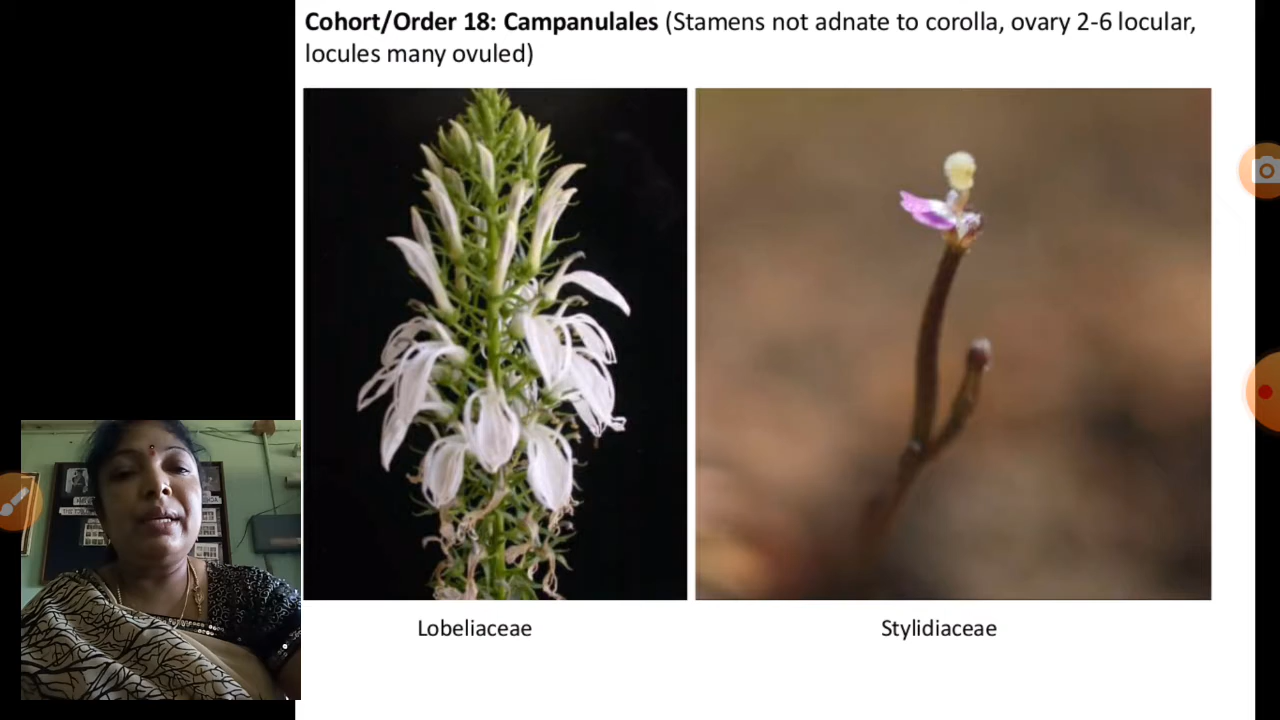 Cohort/Order 18: Campanulales (Stamens not adnate to corolla, ovary 2-6 locular,
locules many ovuled)
Lobeliaceae
Stylidiaceae